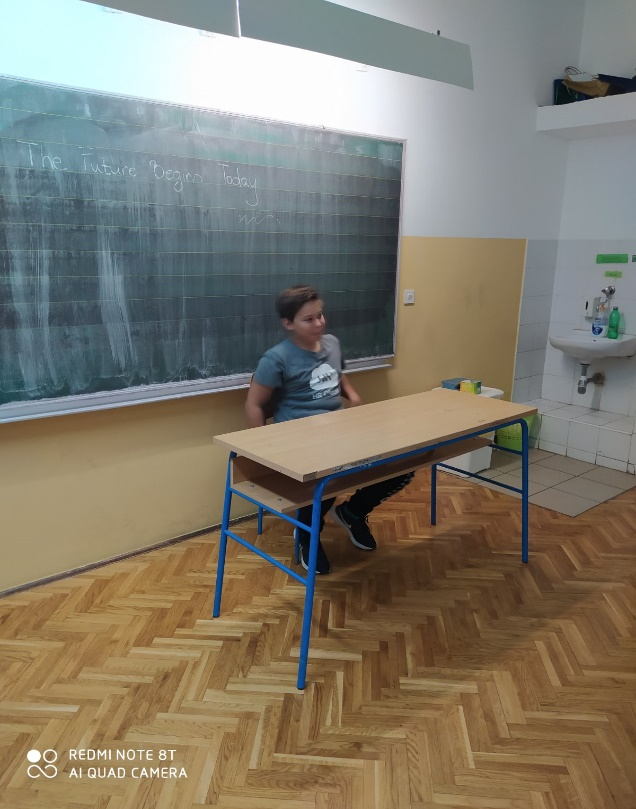 The Future Begins Today
REDMI NOTE 8T
AI QUAD CAMERA